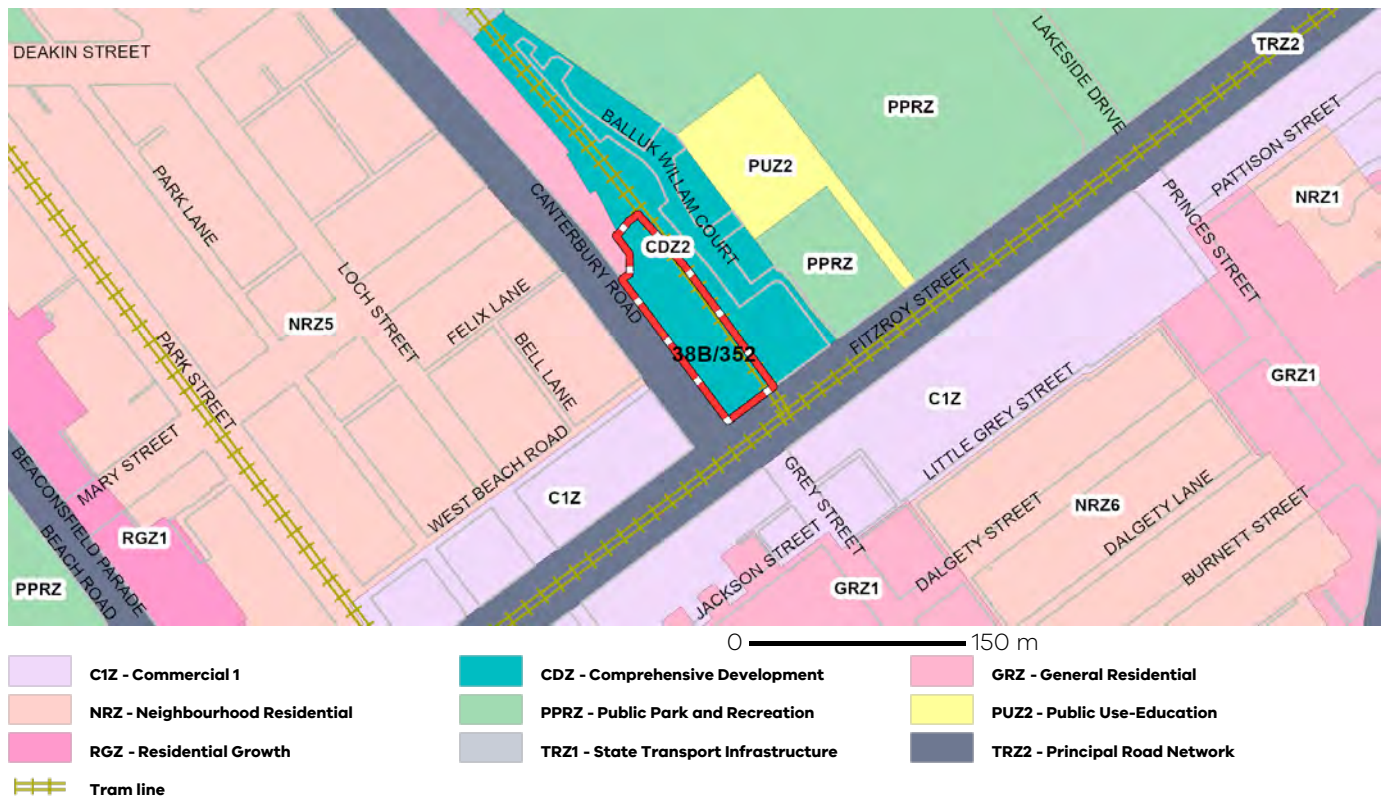 DEAKIN STREET
LAKESIDE DRIVE
TRZ2
PPRZ
BALLUK WILLAM COURT
PATTISON STREET
PUZ2
PARK LANE
CANTERBURY ROAD
PRINCES STREET
NRZ1
CDZ2
PPRZ
LOCH STREET
FELIX LANE
FITZROY STREET
NRZ5
BELL LANE
PARK STREET
38B/352
GRZ1
C1Z
LITTLE GREY STREET
MARY STREET
WEST BEACH ROAD
GREY STREET
C1Z
NRZ6
DALGETY STREET
DALGETY LANE
BURNETT STREET
BEACONSFIELD PARADE
BEACH ROAD
RGZ1
JACKSON STREET
PPRZ
GRZ1
0 150 m
C1Z - Commercial 1
CDZ - Comprehensive Development
GRZ - General Residential
NRZ - Neighbourhood Residential
PPRZ - Public Park and Recreation
PUZ2 - Public Use-Education
RGZ - Residential Growth
TRZ1 - State Transport Infrastructure
TRZ2 - Principal Road Network
Tram line